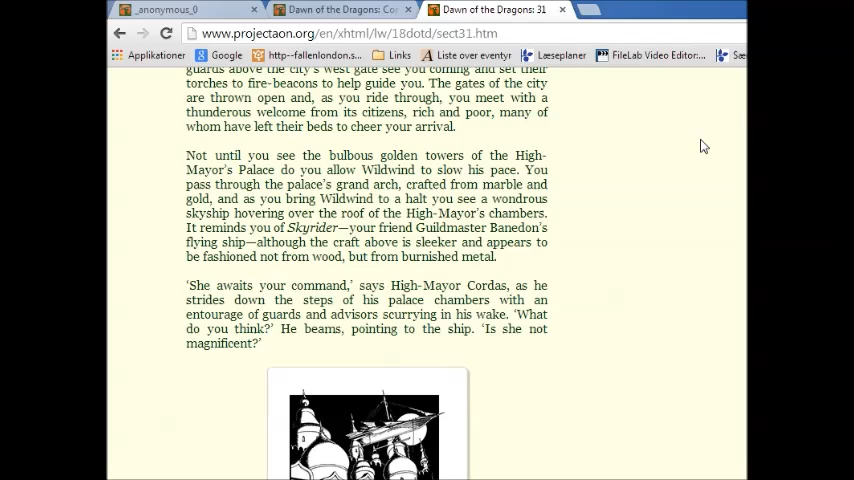 _anonymous_0
Dawn of the Dragons: Cor
Dawn of the Dragons: 31
www.projectaon.org/en/xhtml/lw/18dotd/sect31.htm
Applikationer
Google
http--fallenlondon.s...
Links
Liste over eventyr
Læseplaner
FileLab Video Editor:...
Sæ
guards above the city's west gate see you coming and set their
torches to fire-beacons to help guide you. The gates of the city
are thrown open and, as you ride through, you meet with a
thunderous welcome from its citizens, rich and poor, many of
whom have left their beds to cheer your arrival.
Not until you see the bulbous golden towers of the High-
Mayor's Palace do you allow Wildwind to slow his pace. You
pass through the palace's grand arch, crafted from marble and
gold, and as you bring Wildwind to a halt you see a wondrous
skyship hovering over the roof of the High-Mayor's chambers.
It reminds you of Skyrider—your friend Guildmaster Banedon's
flying ship—although the craft above is sleeker and appears to
be fashioned not from wood, but from burnished metal.
‘She awaits your command,’ says High-Mayor Cordas, as he
strides down the steps of his palace chambers with an
entourage of guards and advisors scurrying in his wake. ‘What
do you think?’ He beams, pointing to the ship. ‘Is she not
magnificent?’